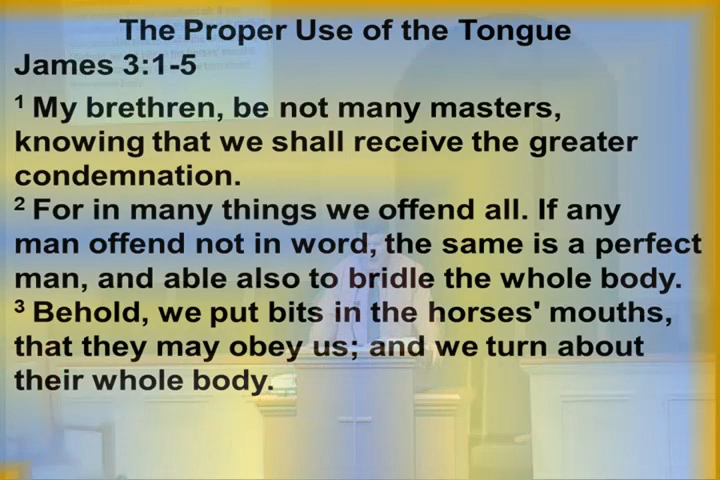 The Proper Use of the Tongue
James 3:1-5
1 My brethren, be not many masters,
knowing that we shall receive the greater
condemnation.
2 For in many things we offend all. If any
man offend not in word, the same is a perfect
man, and able also to bridle the whole body.
3 Behold, we put bits in the horses' mouths,
that they may obey us; and we turn about
their whole body.